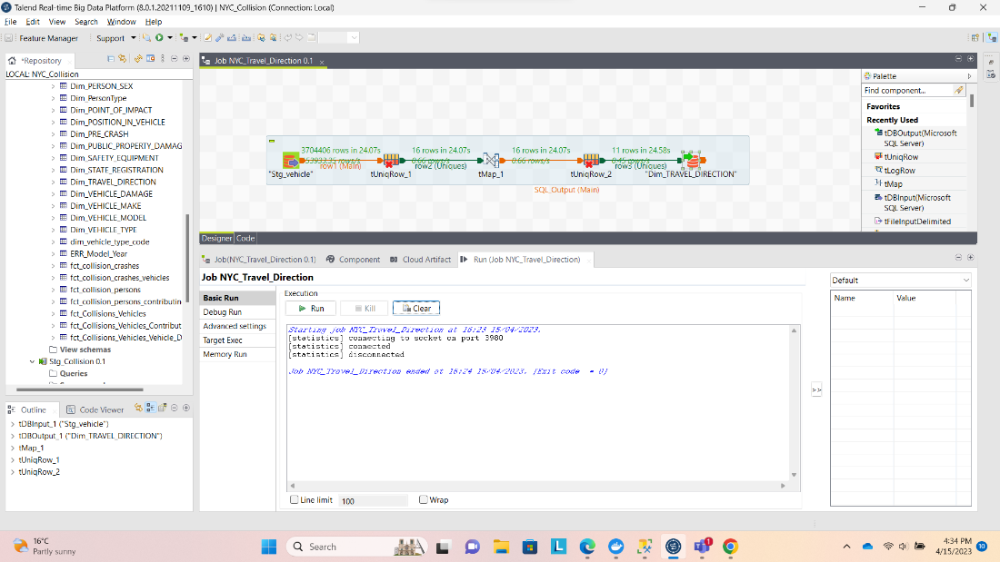 Talend Real-time Big Data Platform (8.0.1.20211109_1610) | NYC_Collision (Connection: Local)
File Edit View Search Window Help
Feature Manager Support
*Repository
LOCAL: NYC_Collision
Dim_PERSON_SEX
Dim_PersonType
Dim_POINT_OF_IMPACT
Dim_POSITION_IN_VEHICLE
Dim_PRE_CRASH
Dim_PUBLIC_PROPERTY_DAMAG
Dim_SAFETY_EQUIPMENT
Dim_STATE_REGISTRATION
Dim_TRAVEL_DIRECTION
Dim_VEHICLE_DAMAGE
Dim_VEHICLE_MAKE
Dim_VEHICLE_MODEL
Dim_VEHICLE_TYPE
dim_vehicle_type_code
ERR_Model_Year
fct_collision_crashes
fct_collision_crashes_vehicles
fct_collision_persons
fct_collision_persons_contributin
fct_Collisions_Vehicles
fct_Collisions_Vehicles_Contribut
fct_Collisions_Vehicles_Vehicle_D
View schemas
Stg_Collision 0.1
Queries
Outline Code Viewer
tDBInput_1 ("Stg_vehicle")
tDBOutput_1 ("Dim_TRAVEL_DIRECTION")
tMap_1
tUniqRow_1
tUniqRow_2
Job NYC_Travel_Direction 0.1
3704406 rows in 24.07s 16 rows in 24.07s 16 rows in 24.07s 11 rows in 24.58s
153933.35 rows/s 0.66 rows/s 0.66 rows/s 0.45 rows/s
row1 (Main) row2 (Uniques) row3 (Uniques)
"Stg_vehicle" tUniqRow_1 tMap_1 tUniqRow_2 "Dim_TRAVEL_DIRECTION"
SQL_Output (Main)
Designer Code
Palette
Find component...
Favorites
Recently Used
tDBOutput(Microsoft
SQL Server)
tUniqRow
tLogRow
tMap
tDBInput(Microsoft
SQL Server)
tFileInputDelimited
Job(NYC_Travel_Direction 0.1) Component Cloud Artifact Run (Job NYC_Travel_Direction)
Job NYC_Travel_Direction
Basic Run
Debug Run
Advanced settings
Target Exec
Memory Run
Execution
Run Kill Clear
Starting job NYC_Travel_Direction at 16:23 15/04/2023.
[statistics] connecting to socket on port 3980
[statistics] connected
[statistics] disconnected
Job NYC_Travel_Direction ended at 16:24 15/04/2023. [Exit code = 0]
Line limit 100 Wrap
>>
Default
Name Value
16°C
Partly sunny
Search
1
4:34 PM
4/15/2023
10